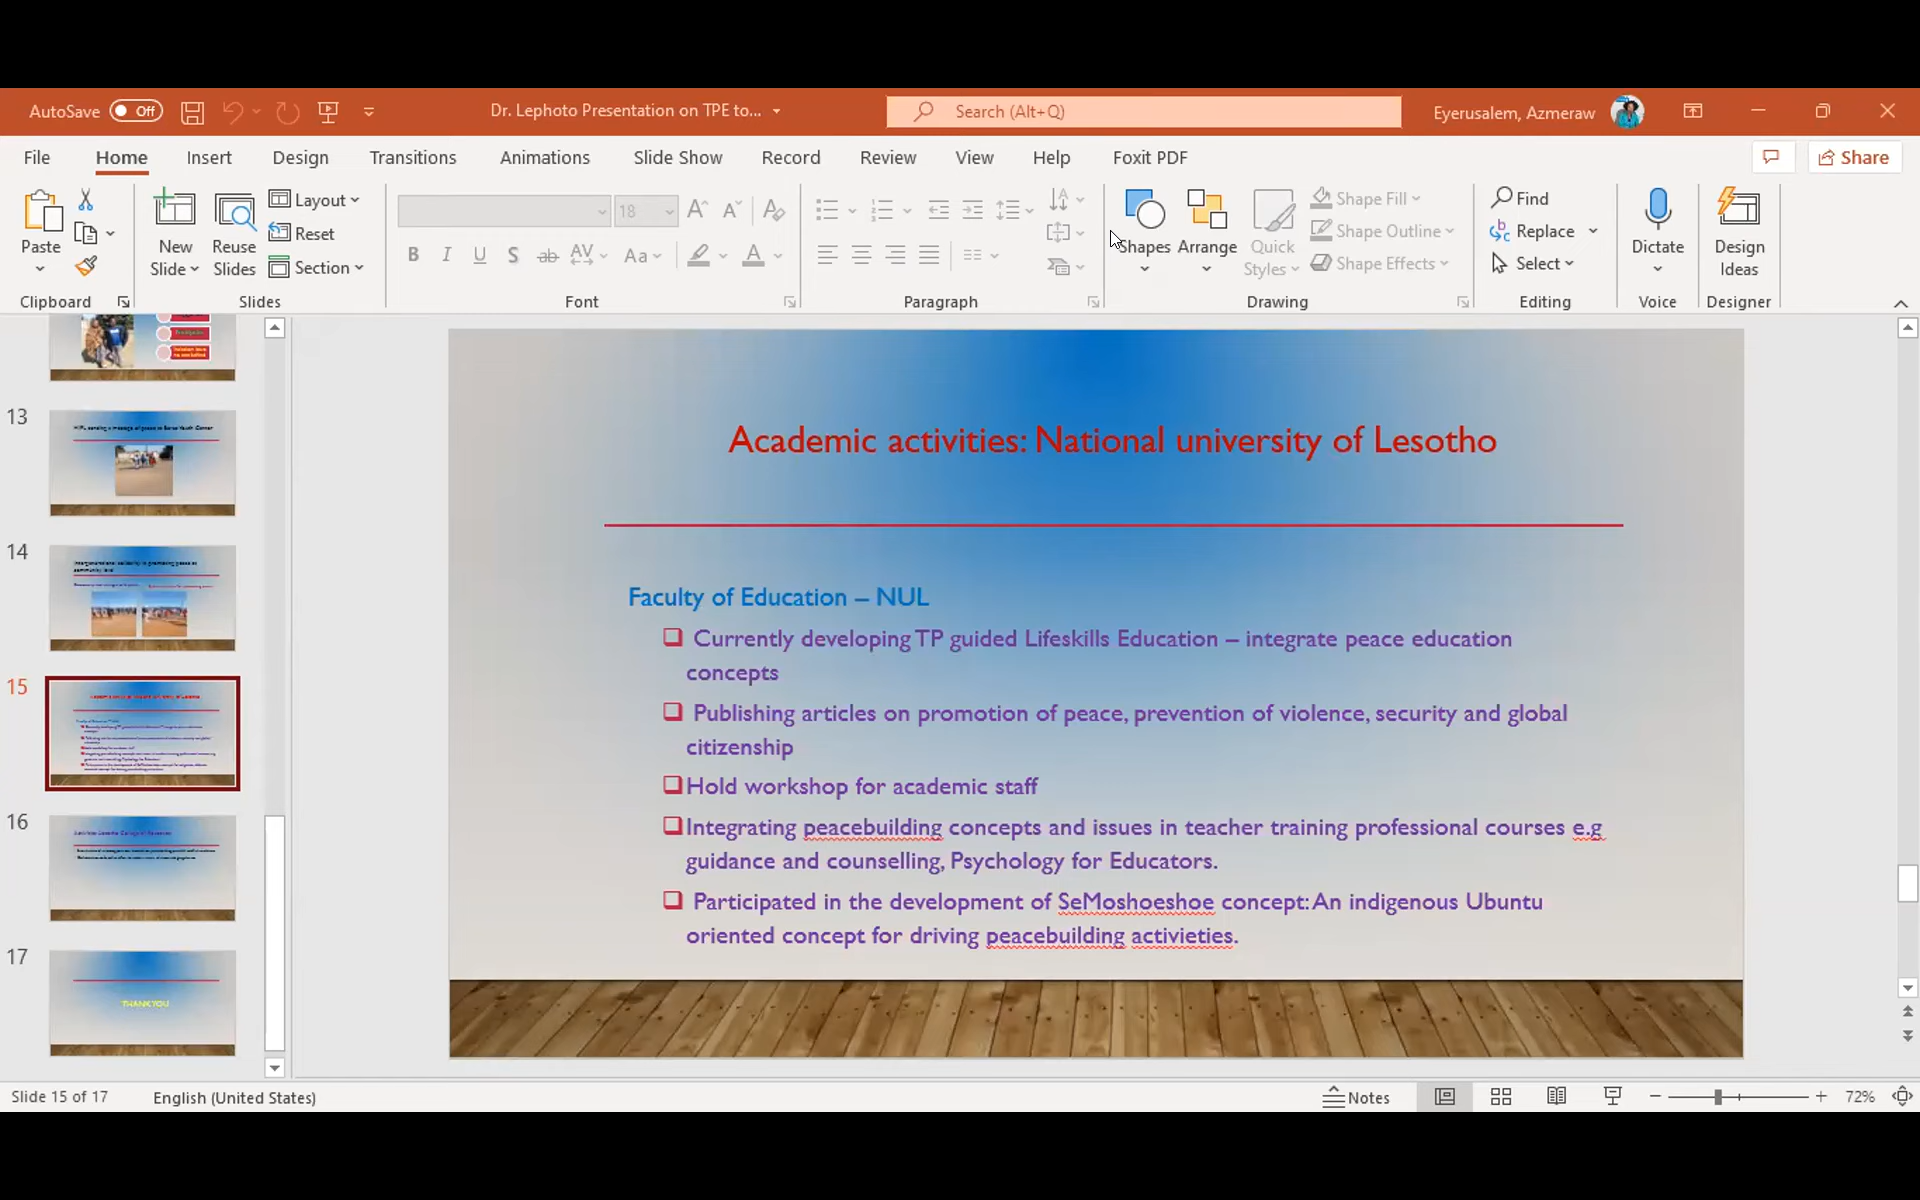 AutoSave Off
Dr. Lephoto Presentation on TPE to...
Search (Alt+Q)
Eyerusalem, Azmeraw
File Home Insert Design Transitions Animations Slide Show Record Review View Help Foxit PDF
Share
Paste
New Slide
Reuse Slides
Layout
Reset
Section
18
Shapes
Arrange
Quick Styles
Shape Fill
Shape Outline
Shape Effects
Find
Replace
Select
Dictate
Design Ideas
Clipboard Slides Font Paragraph Drawing Editing Voice Designer
13
14
15
16
17
THANK YOU
Academic activities: National university of Lesotho
Faculty of Education – NUL
Currently developing TP guided Lifeskills Education – integrate peace education
concepts
Publishing articles on promotion of peace, prevention of violence, security and global
citizenship
Hold workshop for academic staff
Integrating peacebuilding concepts and issues in teacher training professional courses e.g
guidance and counselling, Psychology for Educators.
Participated in the development of SeMoshoeshoe concept: An indigenous Ubuntu
oriented concept for driving peacebuilding activieties.
Slide 15 of 17
English (United States)
Notes
72%